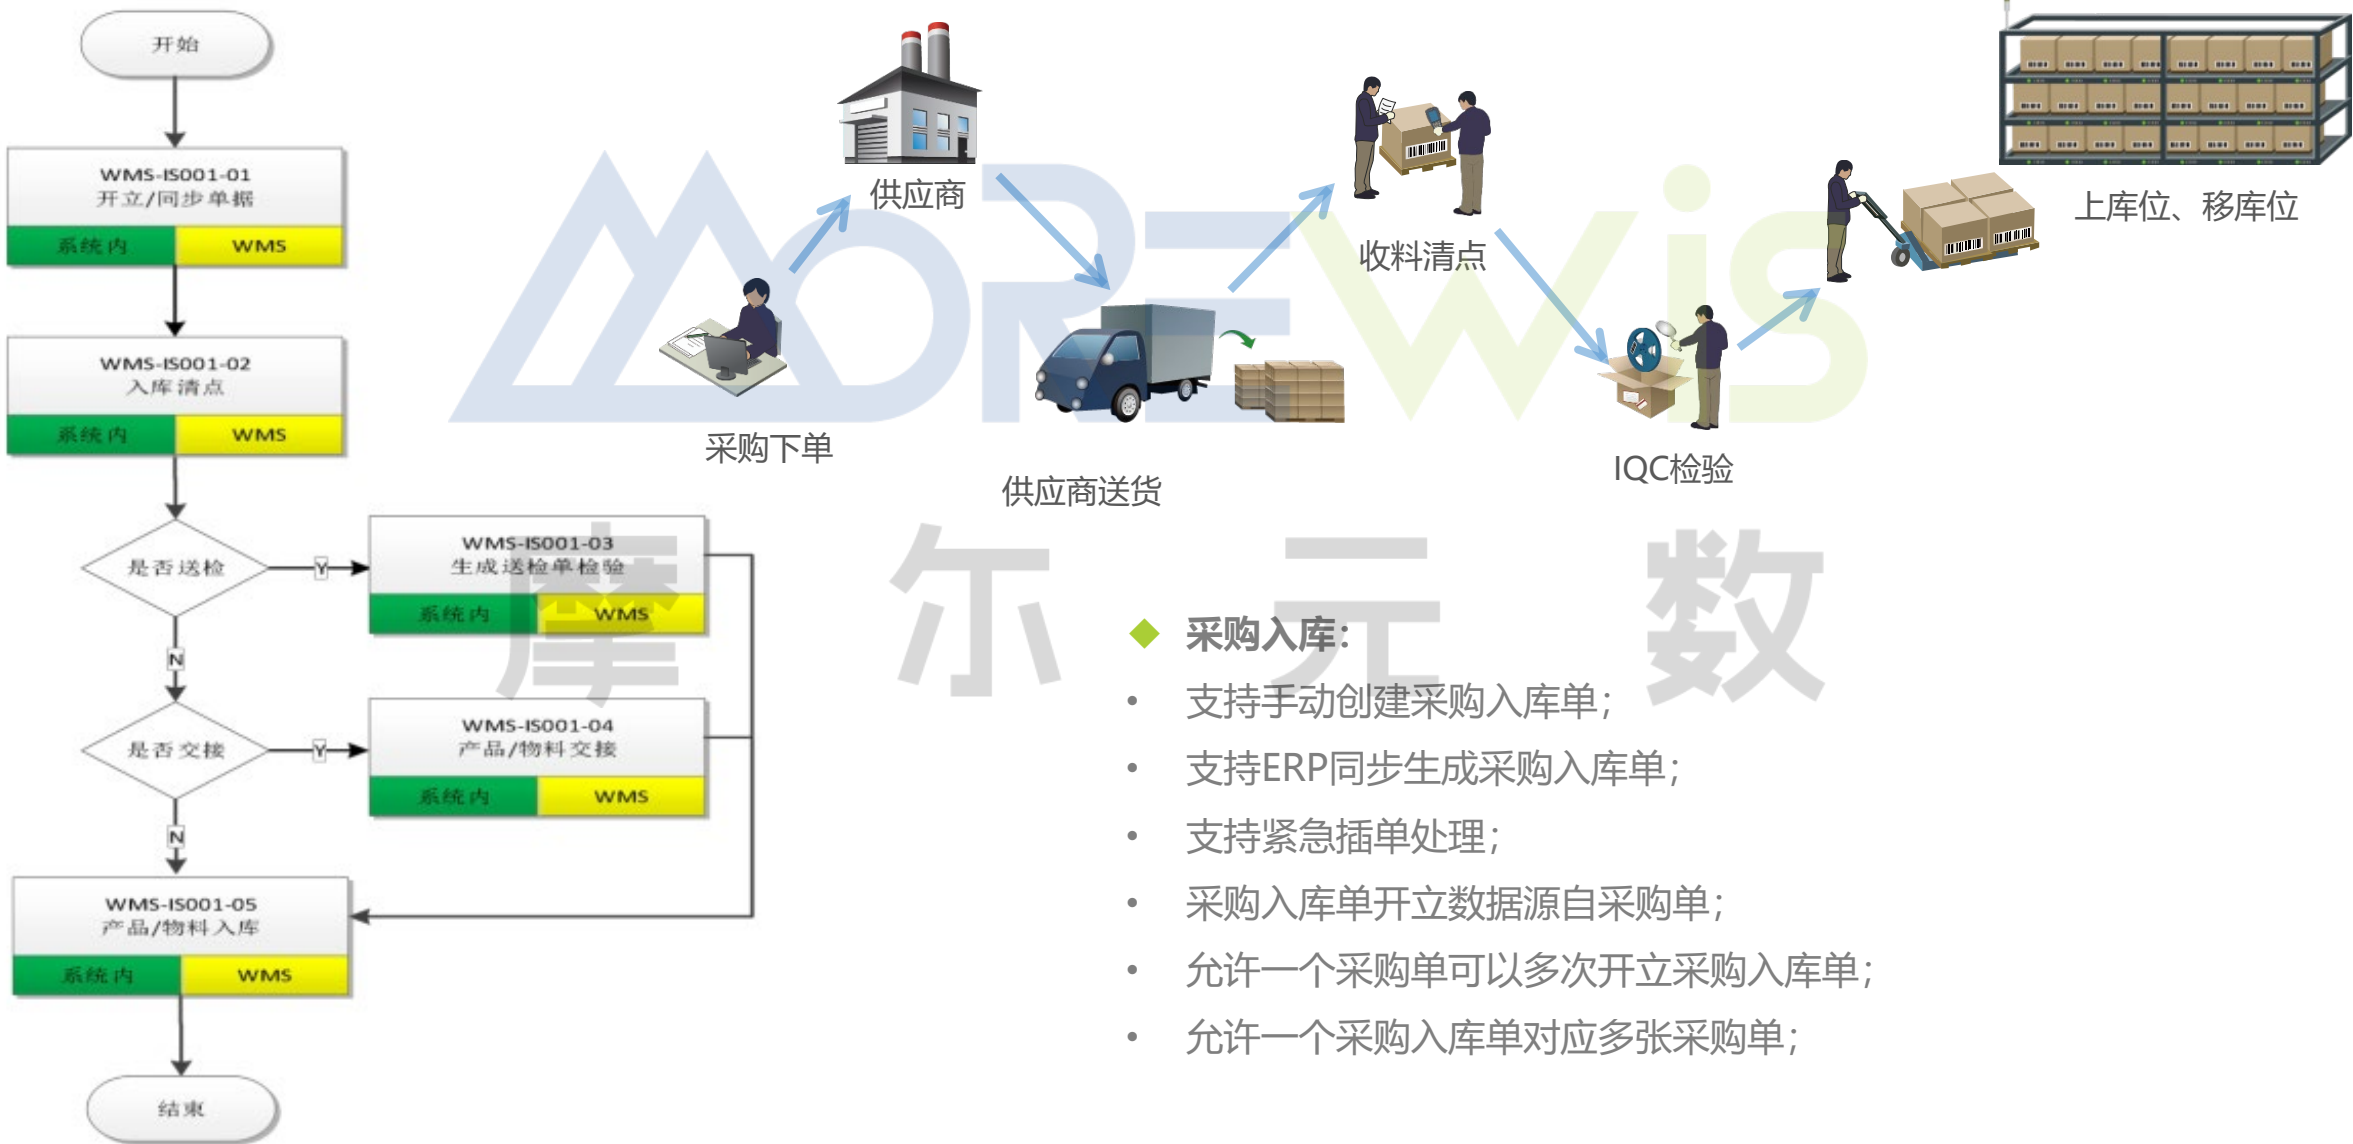 开始
WMS-IS001-01
开立/同步单据
系统内
WMS
WMS-IS001-02
入库清点
系统内
WMS
是否送检
Y
WMS-IS001-03
生成送检单检验
系统内
WMS
N
是否交接
Y
WMS-IS001-04
产品/物料交接
系统内
WMS
N
WMS-IS001-05
产品/物料入库
系统内
WMS
结束
采购下单
供应商
供应商送货
收料清点
IQC检验
上库位、移库位
MOREWiS
摩尔元数
◆ 采购入库:
• 支持手动创建采购入库单;
• 支持ERP同步生成采购入库单;
• 支持紧急插单处理;
• 采购入库单开立数据源自采购单;
• 允许一个采购单可以多次开立采购入库单;
• 允许一个采购入库单对应多张采购单;